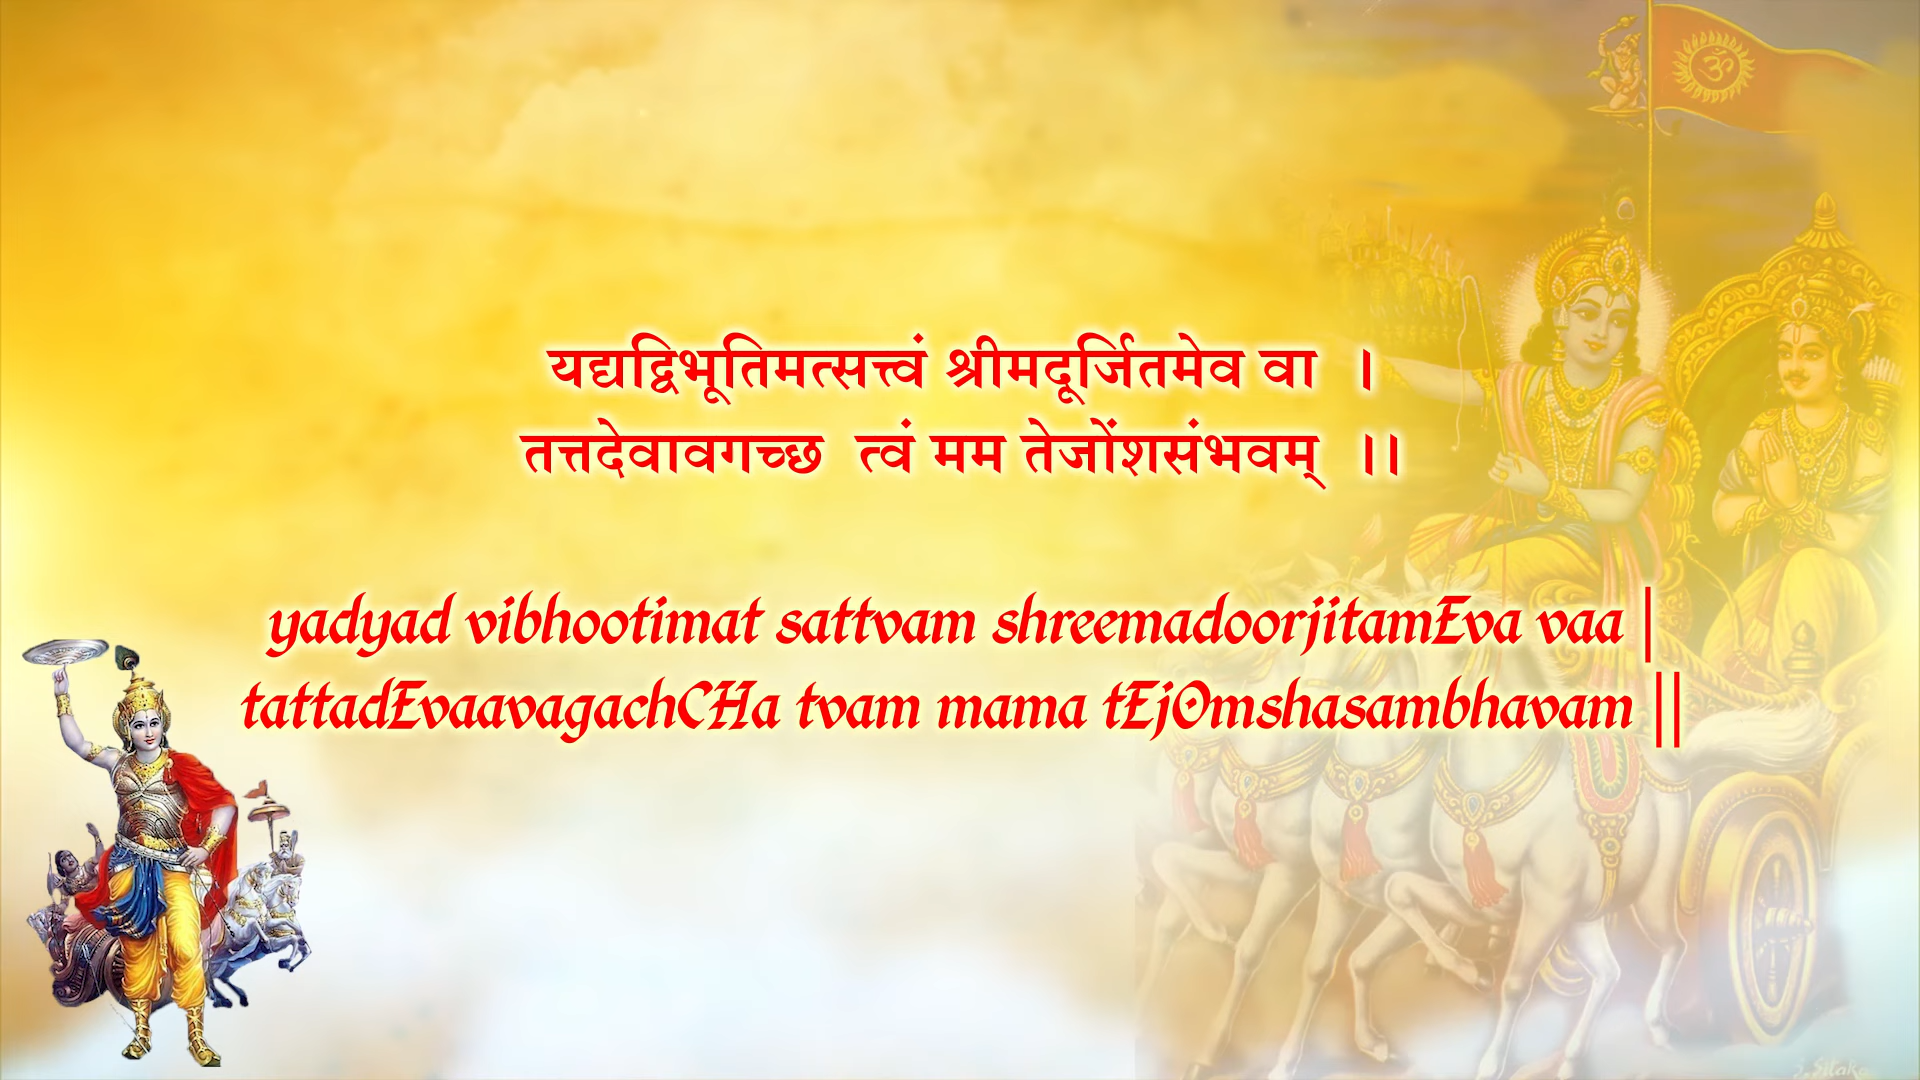 यद्यद्विभूतिमत्सत्त्वं श्रीमदूर्जितमेव वा ।
तत्तदेवावगच्छ त्वं मम तेजोंशसंभवम् ।।
yadyad vibhootimat sattvam shreemadoorjitamEva vaa |
tattadEvaavagachCHa tvam mama tEjOmshasambhavam ||
ॐ